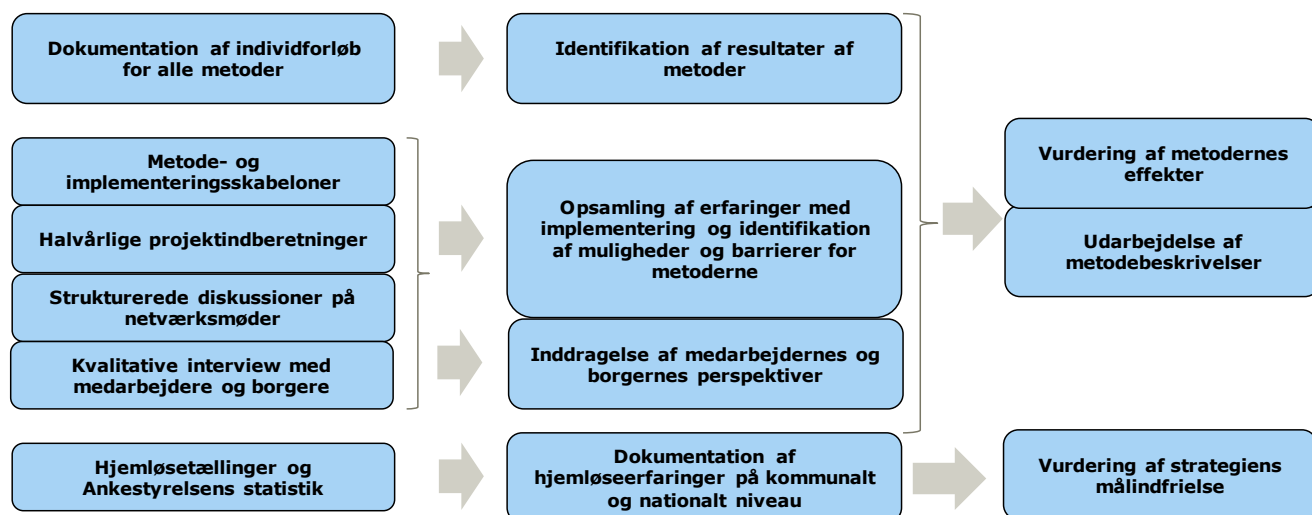 Dokumentation af individforløb
for alle metoder
Identifikation af resultater af
metoder
Metode- og
implementeringsskabeloner
Halvårlige projektindberetninger
Strukturerede diskussioner på
netværksmøder
Kvalitative interview med
medarbejdere og borgere
Opsamling af erfaringer med
implementering og identifikation
af muligheder og barrierer for
metoderne
Inddragelse af medarbejdernes og
borgernes perspektiver
Vurdering af metodernes
effekter
Udarbejdelse af
metodebeskrivelser
Hjemløsetællinger og
Ankestyrelsens statistik
Dokumentation af
hjemløseerfaringer på kommunalt
og nationalt niveau
Vurdering af strategiens
målindfrielse